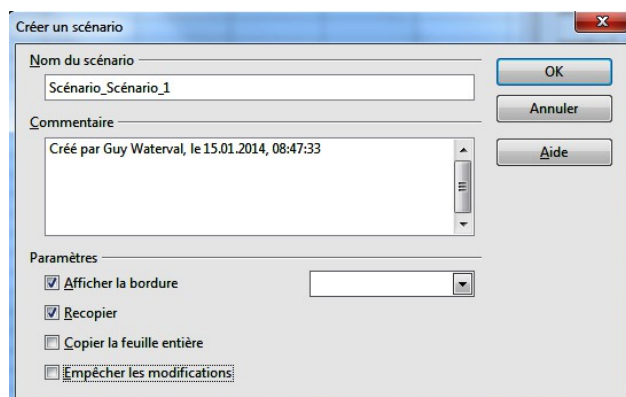 Créer un scénario
Nom du scénario
Scénario_Scénario_1
OK
Annuler
Commentaire
Créé par Guy Waterval, le 15.01.2014, 08:47:33
Aide
Paramètres
Afficher la bordure
Recopier
Copier la feuille entière
Empêcher les modifications